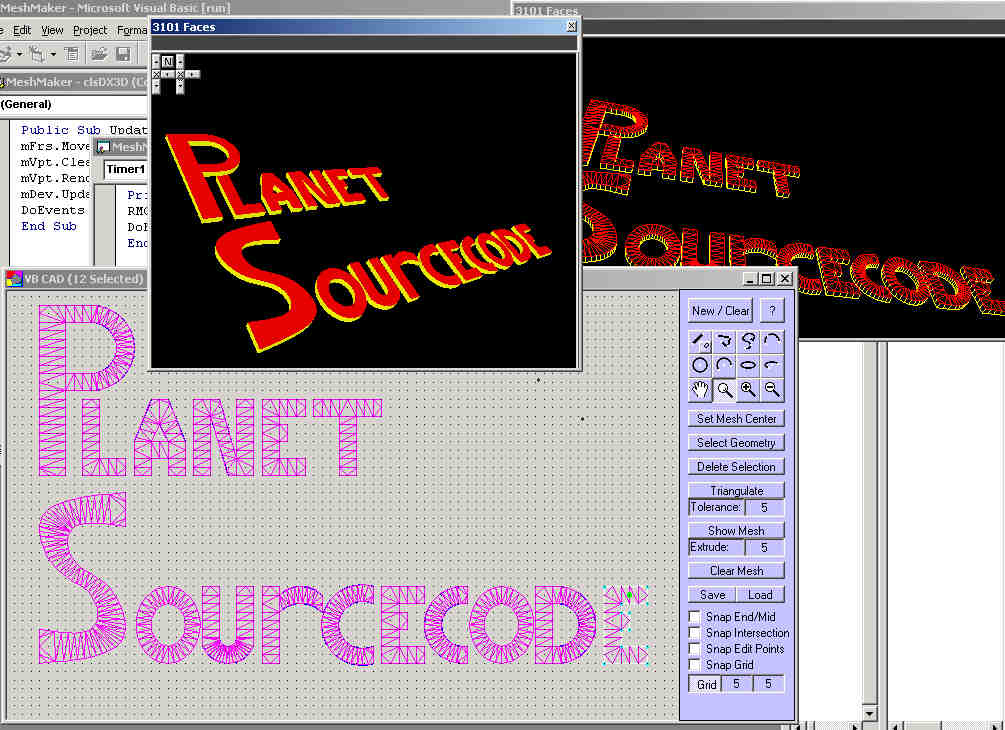 MeshMaker - Microsoft Visual Basic [run]
3101 Faces
Edit View Project Forma
3101 Faces
N
MeshMaker - clsDX3D (Co
(General)
Public Sub Updat
mFrs.Move
mVpt.Clea
mVpt.Rend
mDev.Upda
DoEvents
End Sub
MeshM
Timer1
Pri
RMC
DoE
End
PLANET
SOURCECODE
PLANET
SOURCECODE
VB CAD (12 Selected)
PLANET
SOURCECODE
New / Clear ?
Set Mesh Center
Select Geometry
Delete Selection
Triangulate
Tolerance: 5
Show Mesh
Extrude: 5
Clear Mesh
Save Load
Snap End/Mid
Snap Intersection
Snap Edit Points
Snap Grid
Grid 5 5